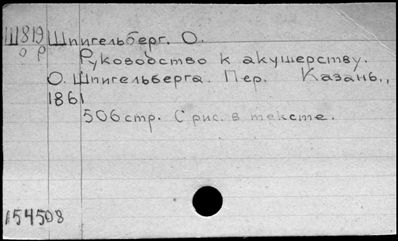 Ш819 Шпигельберг. О.
о р
Руководство к акушерству.
О. Шпигельберга. Пер. Казань,,
1861
506 стр. С рис. в тексте.
154508